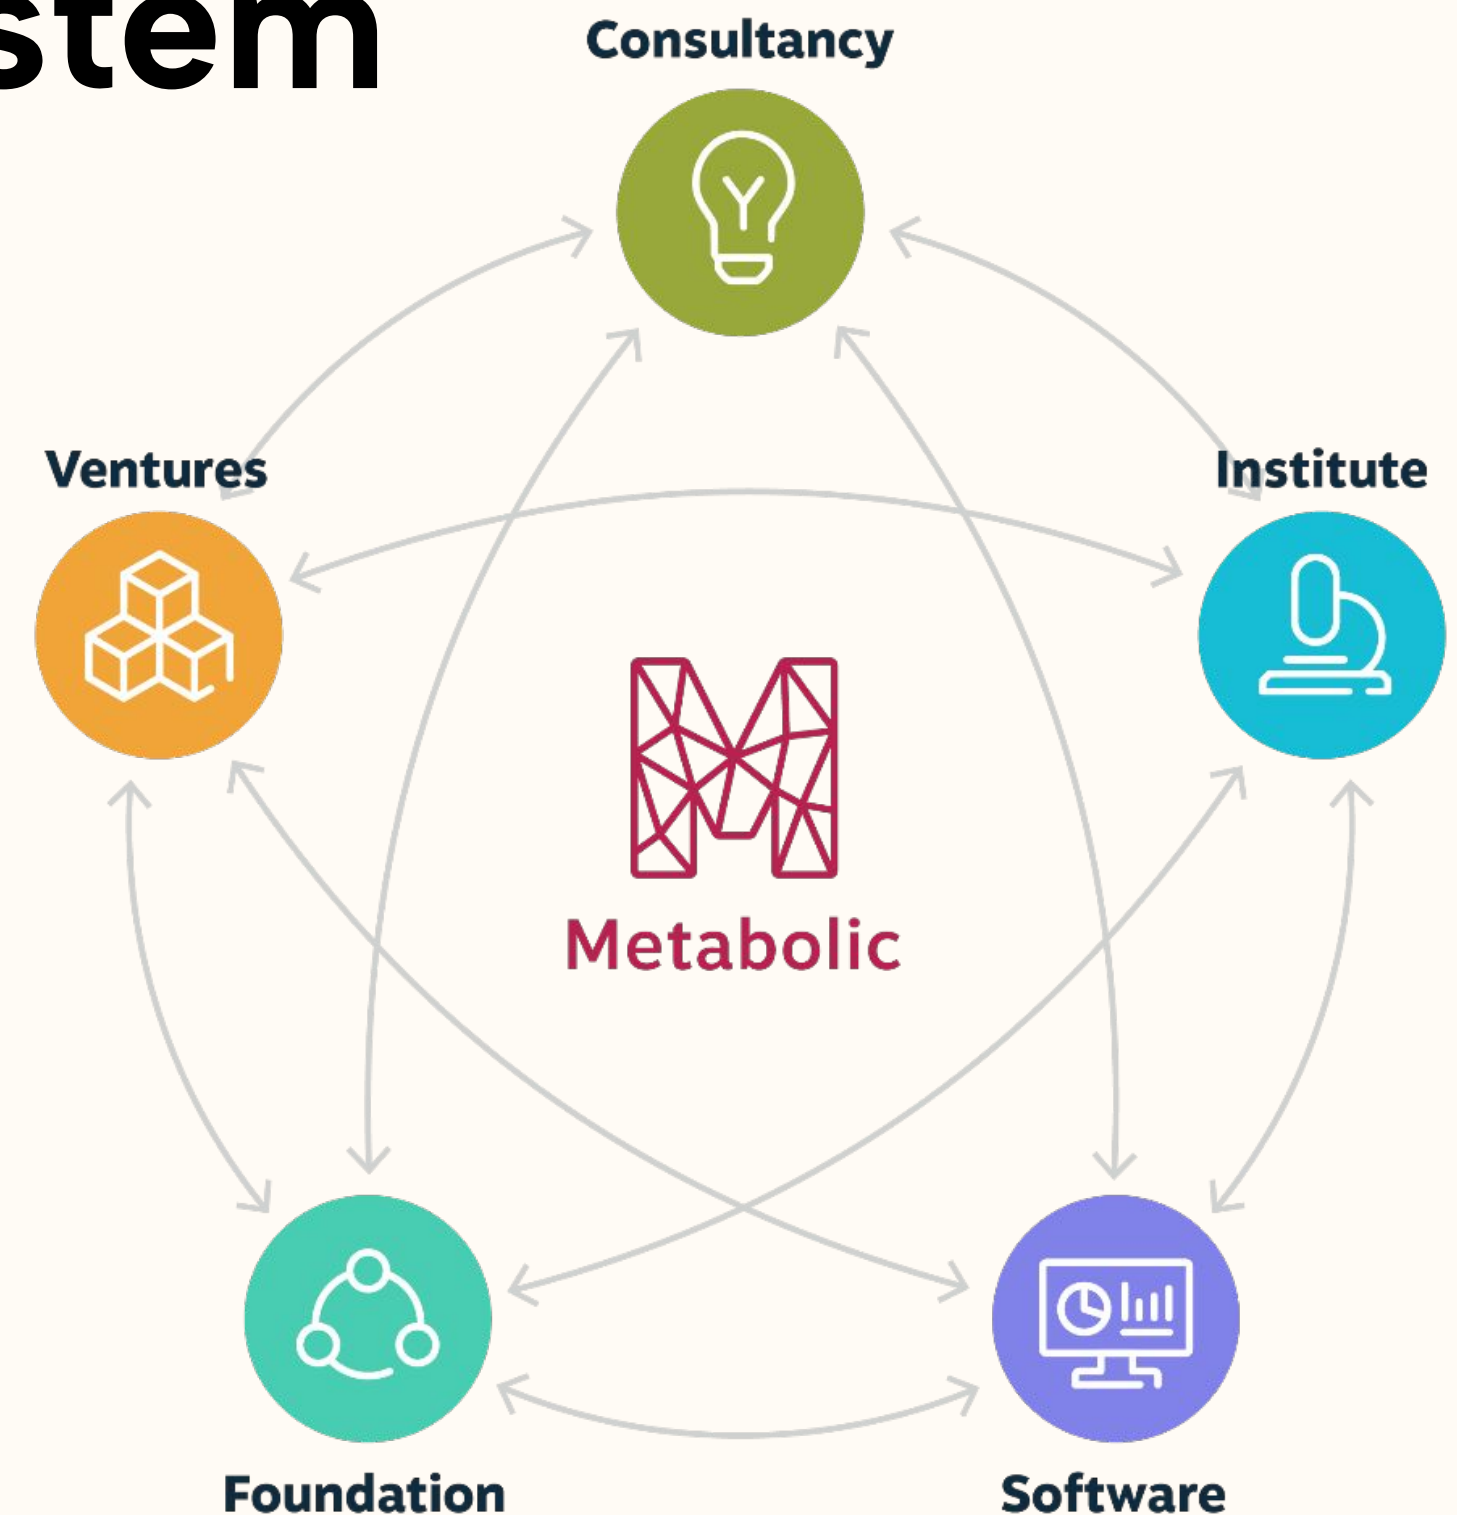 stem
Consultancy
Ventures
Institute
Metabolic
Foundation
Software